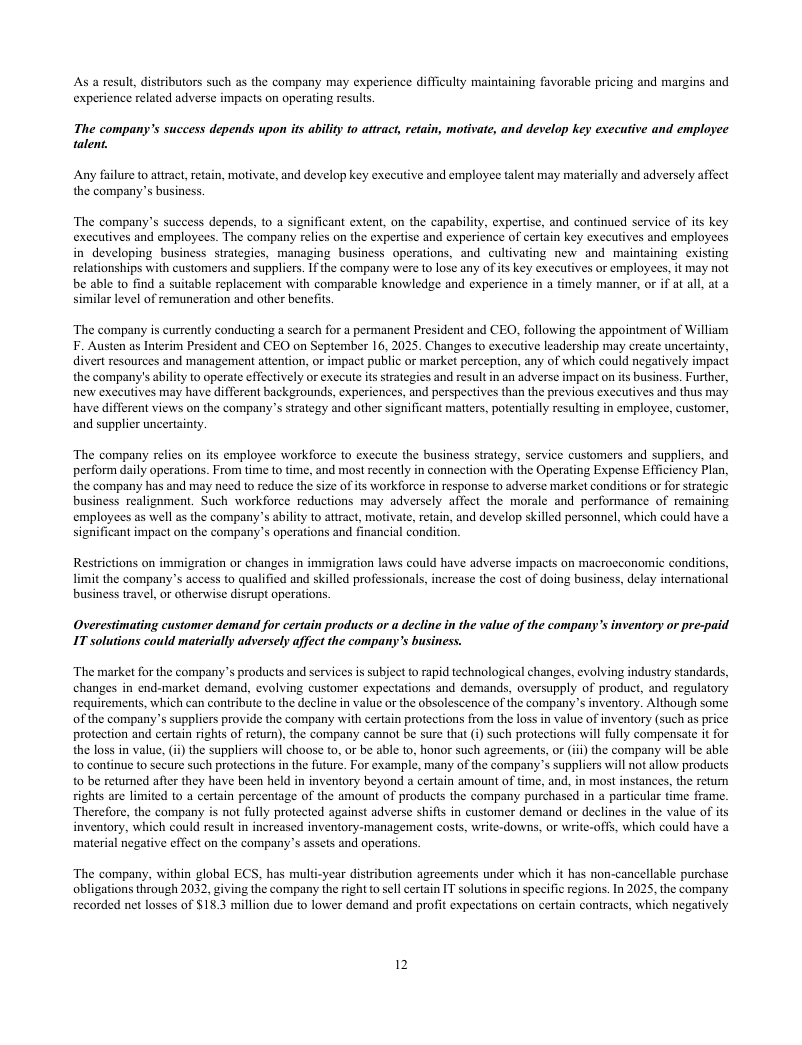 As a result, distributors such as the company may experience difficulty maintaining favorable pricing and margins and
experience related adverse impacts on operating results.
The company’s success depends upon its ability to attract, retain, motivate, and develop key executive and employee
talent.
Any failure to attract, retain, motivate, and develop key executive and employee talent may materially and adversely affect
the company’s business.
The company’s success depends, to a significant extent, on the capability, expertise, and continued service of its key
executives and employees. The company relies on the expertise and experience of certain key executives and employees
in developing business strategies, managing business operations, and cultivating new and maintaining existing
relationships with customers and suppliers. If the company were to lose any of its key executives or employees, it may not
be able to find a suitable replacement with comparable knowledge and experience in a timely manner, or if at all, at a
similar level of remuneration and other benefits.
The company is currently conducting a search for a permanent President and CEO, following the appointment of William
F. Austen as Interim President and CEO on September 16, 2025. Changes to executive leadership may create uncertainty,
divert resources and management attention, or impact public or market perception, any of which could negatively impact
the company's ability to operate effectively or execute its strategies and result in an adverse impact on its business. Further,
new executives may have different backgrounds, experiences, and perspectives than the previous executives and thus may
have different views on the company’s strategy and other significant matters, potentially resulting in employee, customer,
and supplier uncertainty.
The company relies on its employee workforce to execute the business strategy, service customers and suppliers, and
perform daily operations. From time to time, and most recently in connection with the Operating Expense Efficiency Plan,
the company has and may need to reduce the size of its workforce in response to adverse market conditions or for strategic
business realignment. Such workforce reductions may adversely affect the morale and performance of remaining
employees as well as the company’s ability to attract, motivate, retain, and develop skilled personnel, which could have a
significant impact on the company’s operations and financial condition.
Restrictions on immigration or changes in immigration laws could have adverse impacts on macroeconomic conditions,
limit the company’s access to qualified and skilled professionals, increase the cost of doing business, delay international
business travel, or otherwise disrupt operations.
Overestimating customer demand for certain products or a decline in the value of the company’s inventory or pre-paid
IT solutions could materially adversely affect the company’s business.
The market for the company’s products and services is subject to rapid technological changes, evolving industry standards,
changes in end-market demand, evolving customer expectations and demands, oversupply of product, and regulatory
requirements, which can contribute to the decline in value or the obsolescence of the company’s inventory. Although some
of the company’s suppliers provide the company with certain protections from the loss in value of inventory (such as price
protection and certain rights of return), the company cannot be sure that (i) such protections will fully compensate it for
the loss in value, (ii) the suppliers will choose to, or be able to, honor such agreements, or (iii) the company will be able
to continue to secure such protections in the future. For example, many of the company’s suppliers will not allow products
to be returned after they have been held in inventory beyond a certain amount of time, and, in most instances, the return
rights are limited to a certain percentage of the amount of products the company purchased in a particular time frame.
Therefore, the company is not fully protected against adverse shifts in customer demand or declines in the value of its
inventory, which could result in increased inventory-management costs, write-downs, or write-offs, which could have a
material negative effect on the company’s assets and operations.
The company, within global ECS, has multi-year distribution agreements under which it has non-cancellable purchase
obligations through 2032, giving the company the right to sell certain IT solutions in specific regions. In 2025, the company
recorded net losses of $18.3 million due to lower demand and profit expectations on certain contracts, which negatively
12